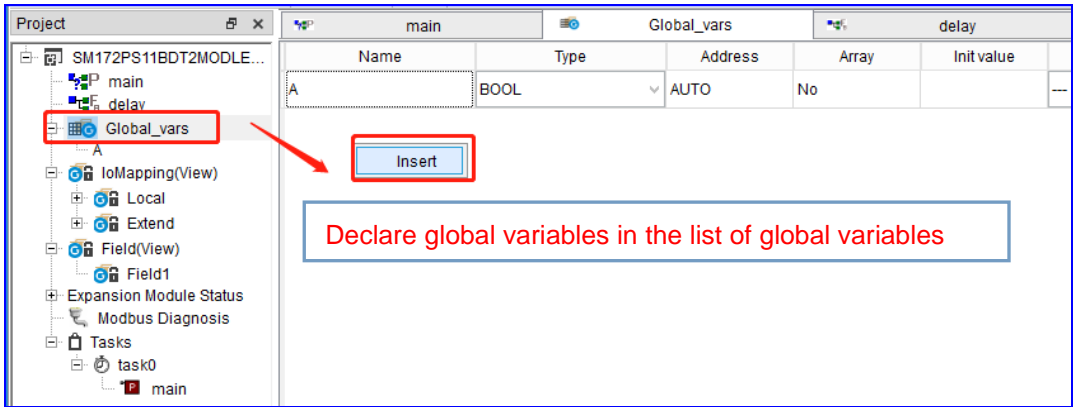 Project
main
Global_vars
delay
SM172PS11BDT2MODLE...
main
delay
Global_vars
A
IoMapping(View)
Local
Extend
Field(View)
Field1
Expansion Module Status
Modbus Diagnosis
Tasks
task0
main
Name Type Address Array Init value
A BOOL AUTO No ---
Insert
Declare global variables in the list of global variables